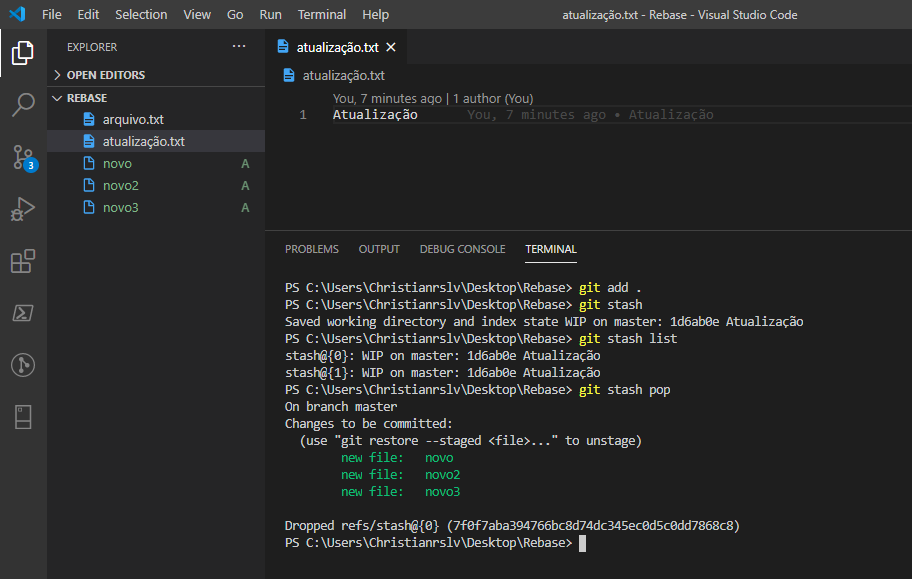 File Edit Selection View Go Run Terminal Help
atualização.txt - Rebase - Visual Studio Code
EXPLORER ...
OPEN EDITORS
REBASE
arquivo.txt
atualização.txt
novo A
novo2 A
novo3 A
3
atualização.txt
atualização.txt
You, 7 minutes ago | 1 author (You)
1 Atualização You, 7 minutes ago • Atualização
PROBLEMS OUTPUT DEBUG CONSOLE TERMINAL
PS C:\Users\Christianrslv\Desktop\Rebase> git add .
PS C:\Users\Christianrslv\Desktop\Rebase> git stash
Saved working directory and index state WIP on master: 1d6ab0e Atualização
PS C:\Users\Christianrslv\Desktop\Rebase> git stash list
stash@{0}: WIP on master: 1d6ab0e Atualização
stash@{1}: WIP on master: 1d6ab0e Atualização
PS C:\Users\Christianrslv\Desktop\Rebase> git stash pop
On branch master
Changes to be committed:
(use "git restore --staged <file>..." to unstage)
new file: novo
new file: novo2
new file: novo3
Dropped refs/stash@{0} (7f0f7aba394766bc8d74dc345ec0d5c0dd7868c8)
PS C:\Users\Christianrslv\Desktop\Rebase>